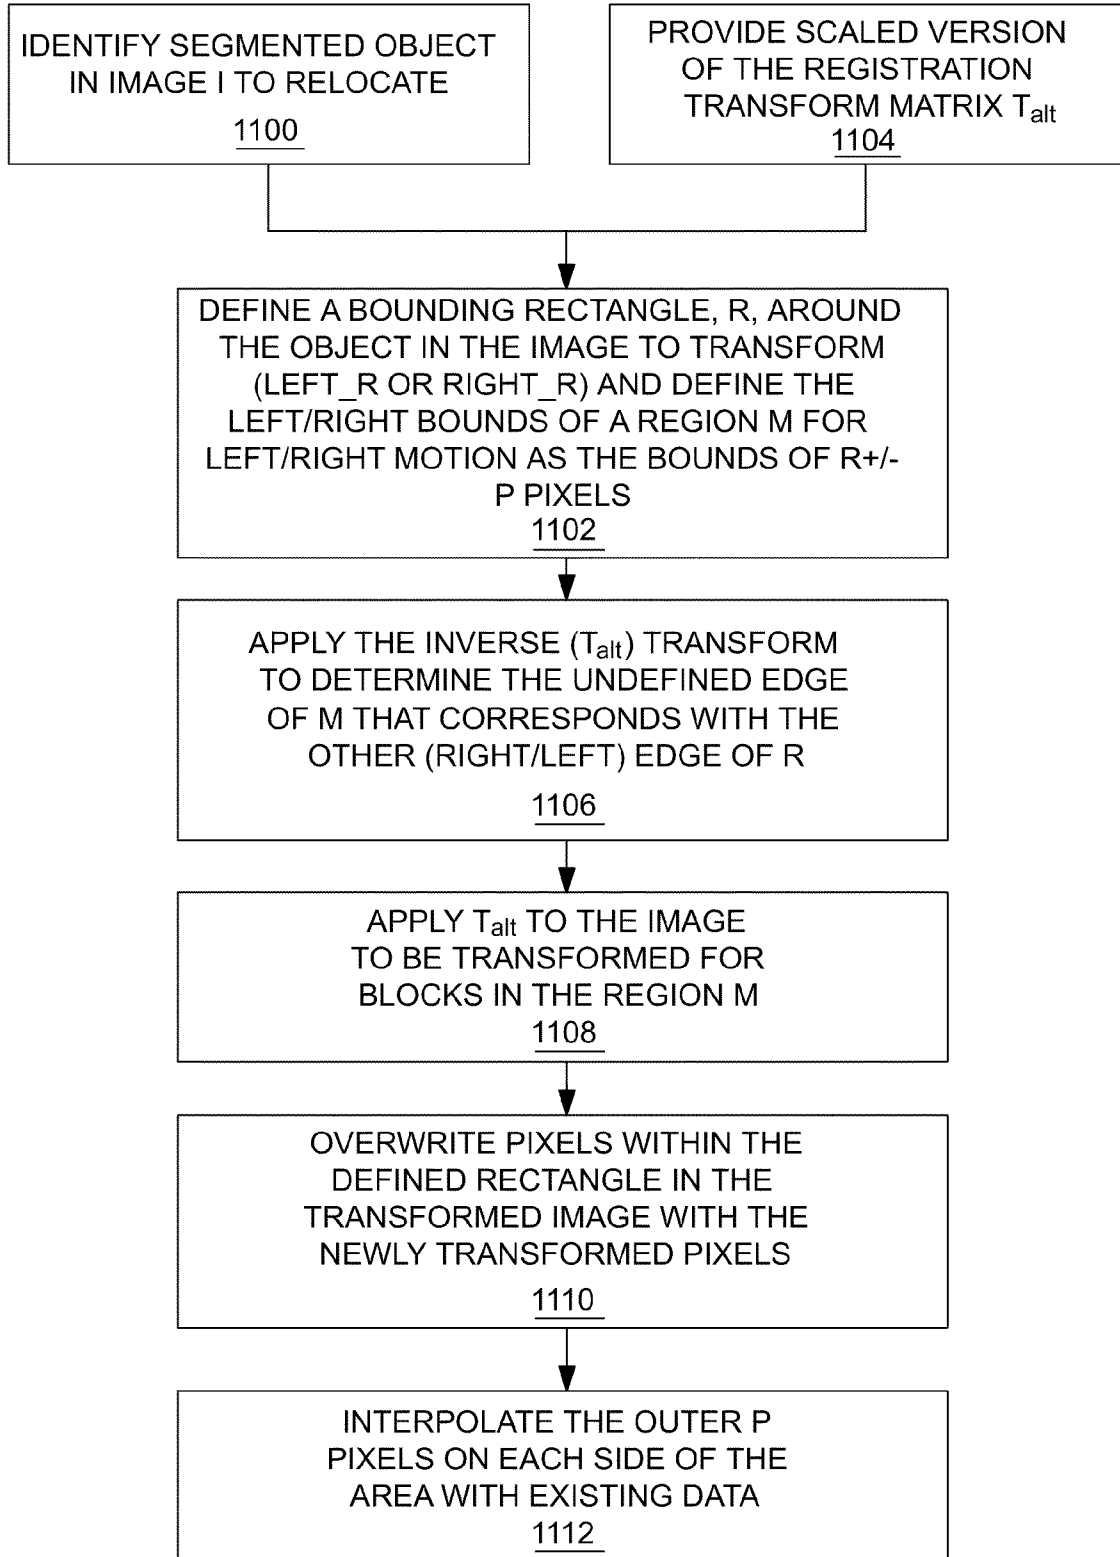 IDENTIFY SEGMENTED OBJECT
IN IMAGE I TO RELOCATE
1100
PROVIDE SCALED VERSION
OF THE REGISTRATION
TRANSFORM MATRIX Talt
1104
DEFINE A BOUNDING RECTANGLE, R, AROUND
THE OBJECT IN THE IMAGE TO TRANSFORM
(LEFT_R OR RIGHT_R) AND DEFINE THE
LEFT/RIGHT BOUNDS OF A REGION M FOR
LEFT/RIGHT MOTION AS THE BOUNDS OF R+/-
P PIXELS
1102
APPLY THE INVERSE (Talt) TRANSFORM
TO DETERMINE THE UNDEFINED EDGE
OF M THAT CORRESPONDS WITH THE
OTHER (RIGHT/LEFT) EDGE OF R
1106
APPLY Talt TO THE IMAGE
TO BE TRANSFORMED FOR
BLOCKS IN THE REGION M
1108
OVERWRITE PIXELS WITHIN THE
DEFINED RECTANGLE IN THE
TRANSFORMED IMAGE WITH THE
NEWLY TRANSFORMED PIXELS
1110
INTERPOLATE THE OUTER P
PIXELS ON EACH SIDE OF THE
AREA WITH EXISTING DATA
1112